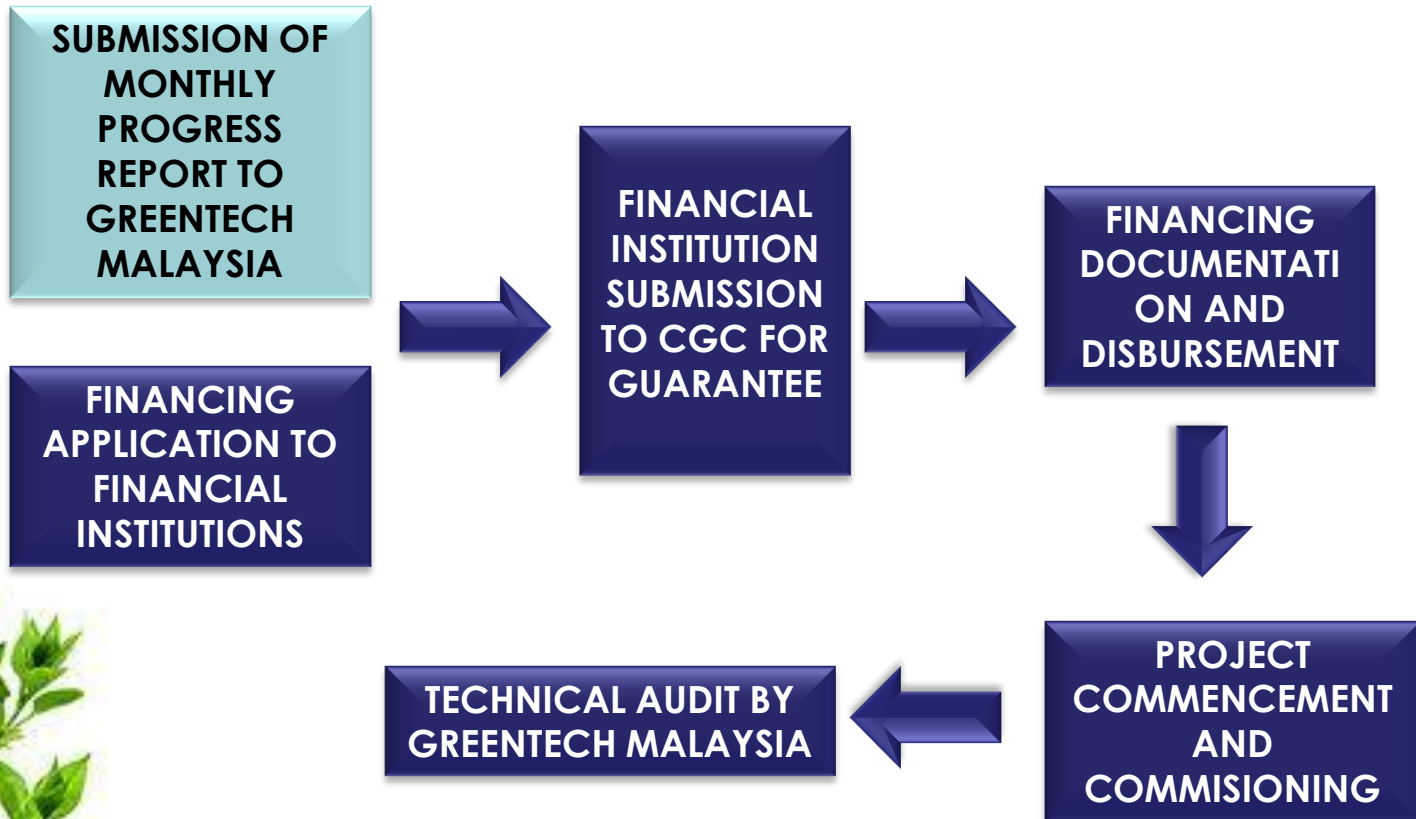 SUBMISSION OF
MONTHLY
PROGRESS
REPORT TO
GREENTECH
MALAYSIA
FINANCING
APPLICATION TO
FINANCIAL
INSTITUTIONS
FINANCIAL
INSTITUTION
SUBMISSION
TO CGC FOR
GUARANTEE
FINANCING
DOCUMENTATI
ON AND
DISBURSEMENT
PROJECT
COMMENCEMENT
AND
COMMISIONING
TECHNICAL AUDIT BY
GREENTECH MALAYSIA